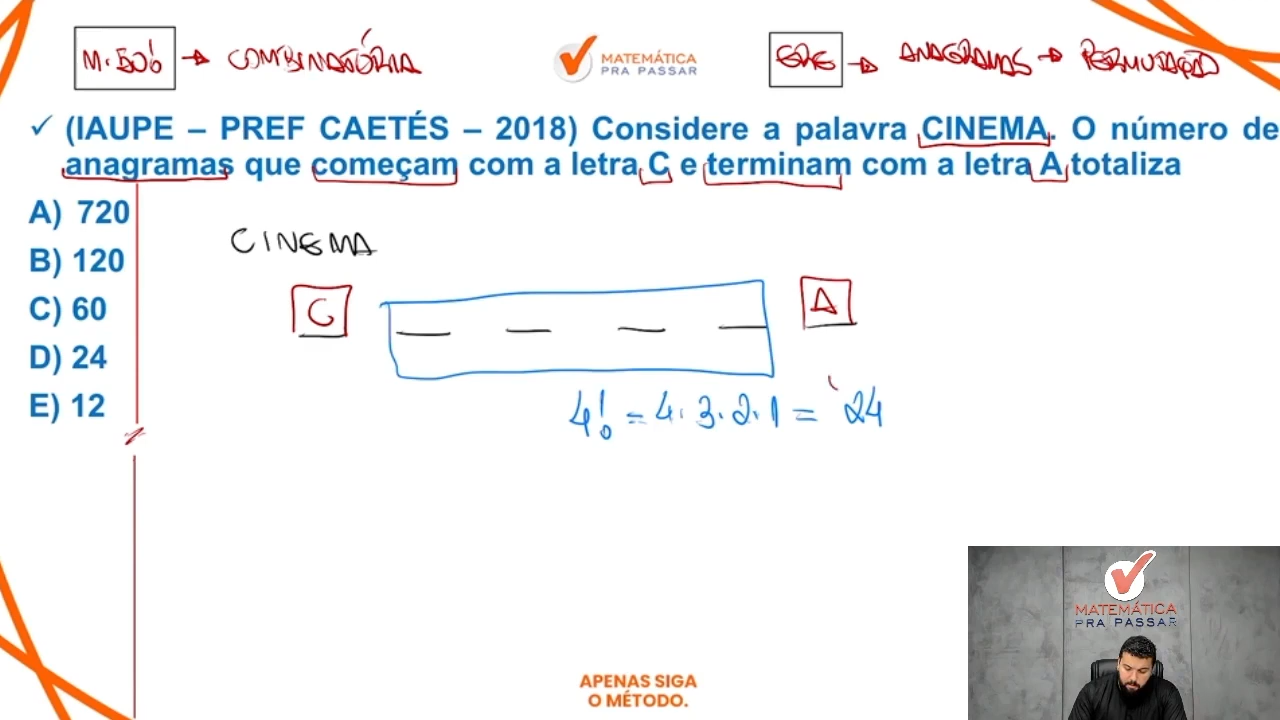 M.50% → COMBINATÓRIA
MATEMÁTICA
PRA PASSAR
→ ANAGRAMAS → PERMUTAÇÃO
✓ (IAUPE – PREF CAETÉS – 2018) Considere a palavra CINEMA. O número de
anagramas que começam com a letra C e terminam com a letra A totaliza
A) 720
B) 120
C) 60
D) 24
E) 12
CINEMA
C
A
4! = 4.3.2.1 = 24
MATEMÁTICA
PRA PASSAR
APENAS SIGA
O MÉTODO.